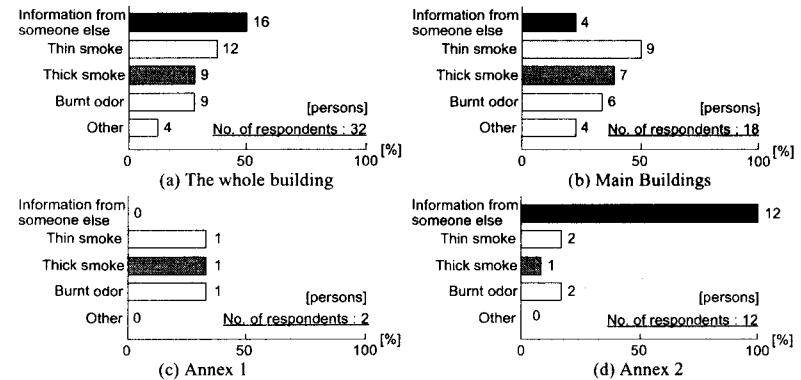 Information from
someone else
16
Thin smoke
12
Thick smoke
9
Burnt odor
9
[persons]
Other
4
No. of respondents : 32
0
50
100
[%]
(a) The whole building
Information from
someone else
4
Thin smoke
9
Thick smoke
7
Burnt odor
6
[persons]
Other
4
No. of respondents : 18
0
50
100
[%]
(b) Main Buildings
Information from
someone else
0
Thin smoke
1
Thick smoke
1
Burnt odor
1
[persons]
Other
0
No. of respondents : 2
0
50
100
[%]
(c) Annex 1
Information from
someone else
12
Thin smoke
2
Thick smoke
1
Burnt odor
2
[persons]
Other
0
No. of respondents : 12
0
50
100
[%]
(d) Annex 2